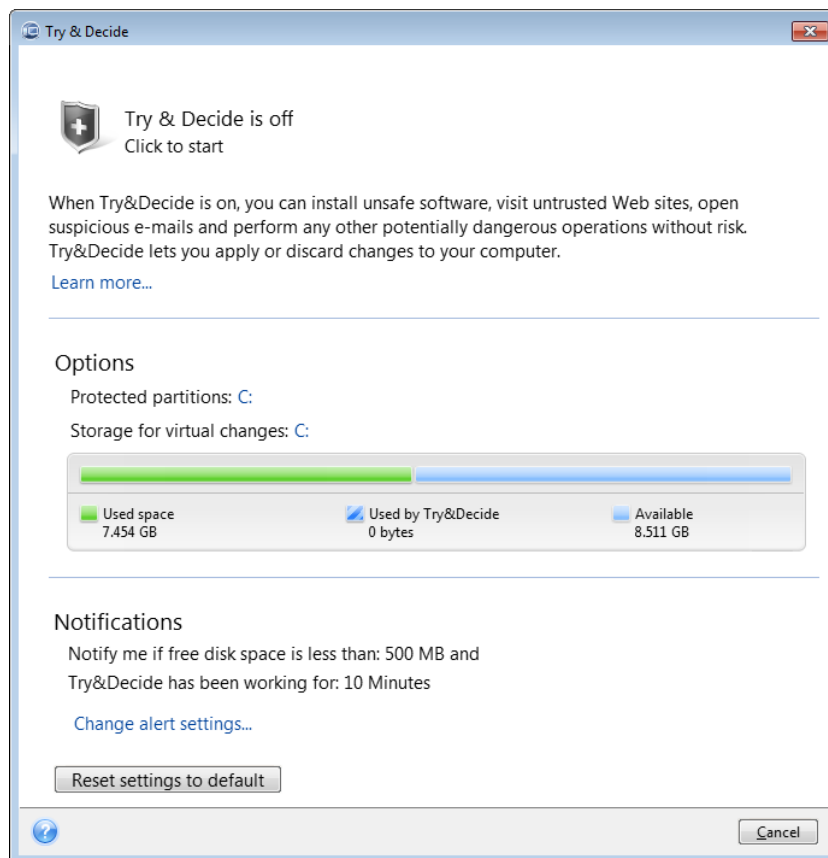 Try & Decide
Try & Decide is off
Click to start
When Try&Decide is on, you can install unsafe software, visit untrusted Web sites, open
suspicious e-mails and perform any other potentially dangerous operations without risk.
Try&Decide lets you apply or discard changes to your computer.
Learn more...
Options
Protected partitions: C:
Storage for virtual changes: C:
Used space
7.454 GB
Used by Try&Decide
0 bytes
Available
8.511 GB
Notifications
Notify me if free disk space is less than: 500 MB and
Try&Decide has been working for: 10 Minutes
Change alert settings...
Reset settings to default
Cancel